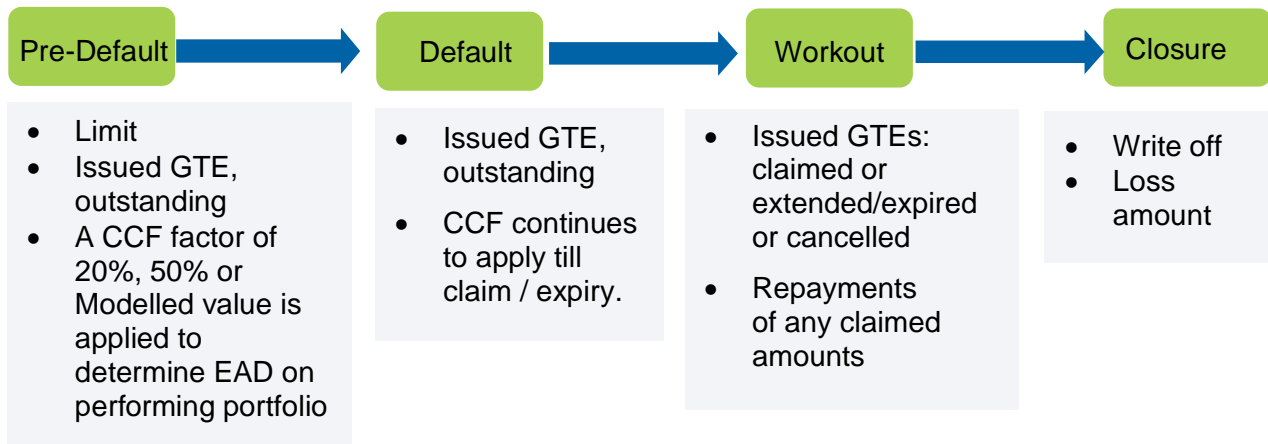 Pre-Default
Default
Workout
Closure
• Limit
• Issued GTE,
outstanding
• A CCF factor of
20%, 50% or
Modelled value is
applied to
determine EAD on
performing portfolio
• Issued GTE,
outstanding
• CCF continues
to apply till
claim / expiry.
• Issued GTEs:
claimed or
extended/expired
or cancelled
• Repayments
of any claimed
amounts
• Write off
• Loss
amount